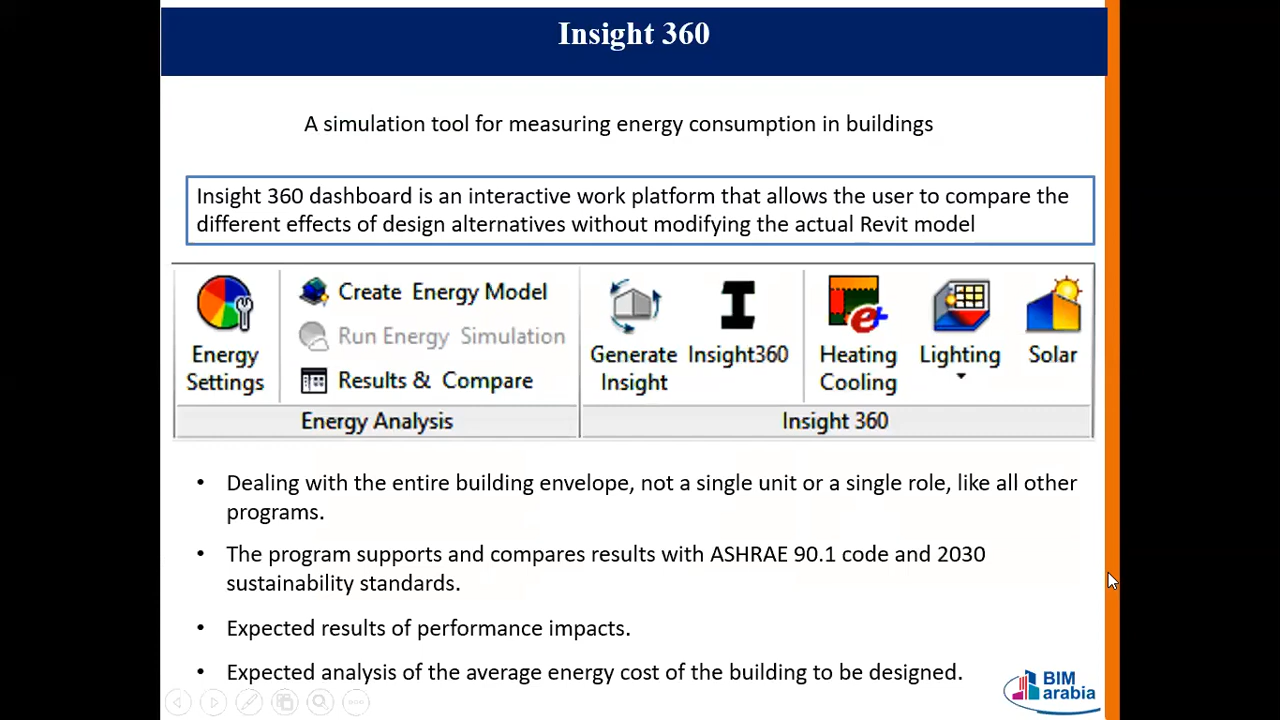 Insight 360
A simulation tool for measuring energy consumption in buildings
Insight 360 dashboard is an interactive work platform that allows the user to compare the
different effects of design alternatives without modifying the actual Revit model
Energy
Settings
Create Energy Model
Run Energy Simulation
Results & Compare
Energy Analysis
Generate
Insight
Insight360
Heating
Cooling
Lighting
Solar
Insight 360
• Dealing with the entire building envelope, not a single unit or a single role, like all other
programs.
• The program supports and compares results with ASHRAE 90.1 code and 2030
sustainability standards.
• Expected results of performance impacts.
• Expected analysis of the average energy cost of the building to be designed.
BIM
arabia